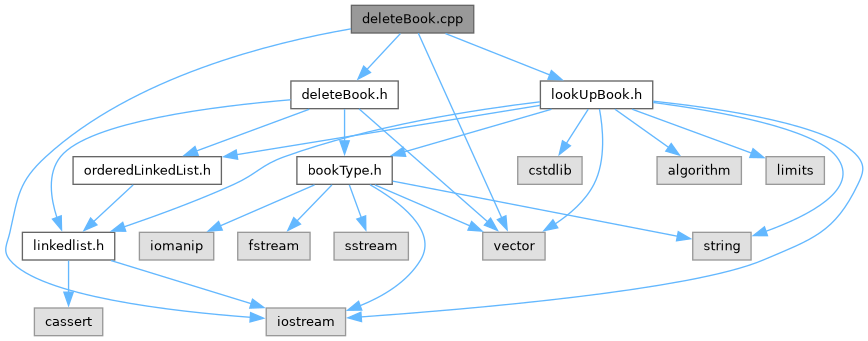 deleteBook.cpp
deleteBook.h
lookUpBook.h
orderedLinkedList.h
bookType.h
cstdlib
algorithm
limits
linkedlist.h
iomanip
fstream
sstream
vector
string
cassert
iostream